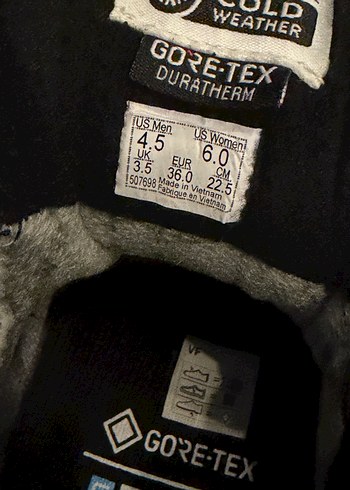 COLD
WEATHER
GORE-TEX
DURATHERM
US Men US Women
4.5 6.0
UK EUR CM
3.5 36.0 22.5
507698 Made in Vietnam
Fabriqué en Vietnam
GORE-TEX